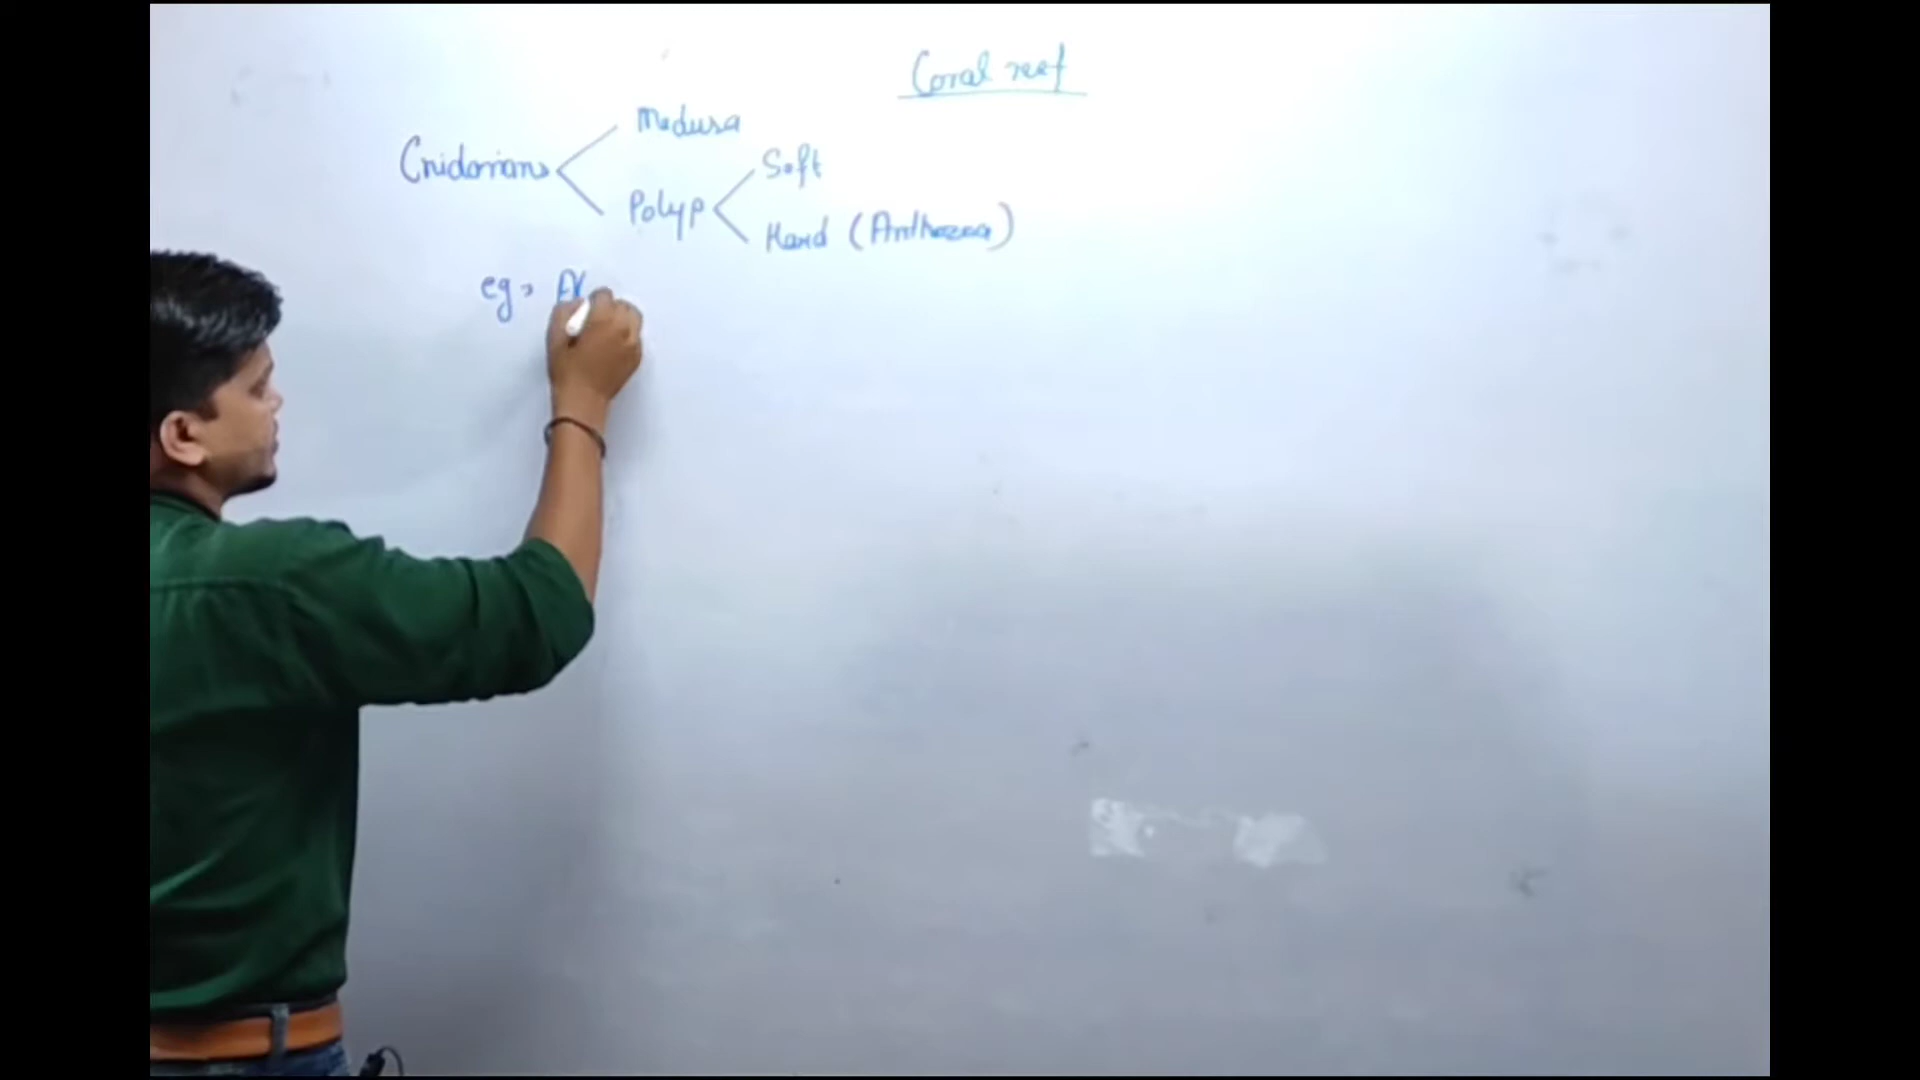 Coral reef
Medusa
Cnidarians
Soft
Polyp
Hard (Anthozoa)
eg →